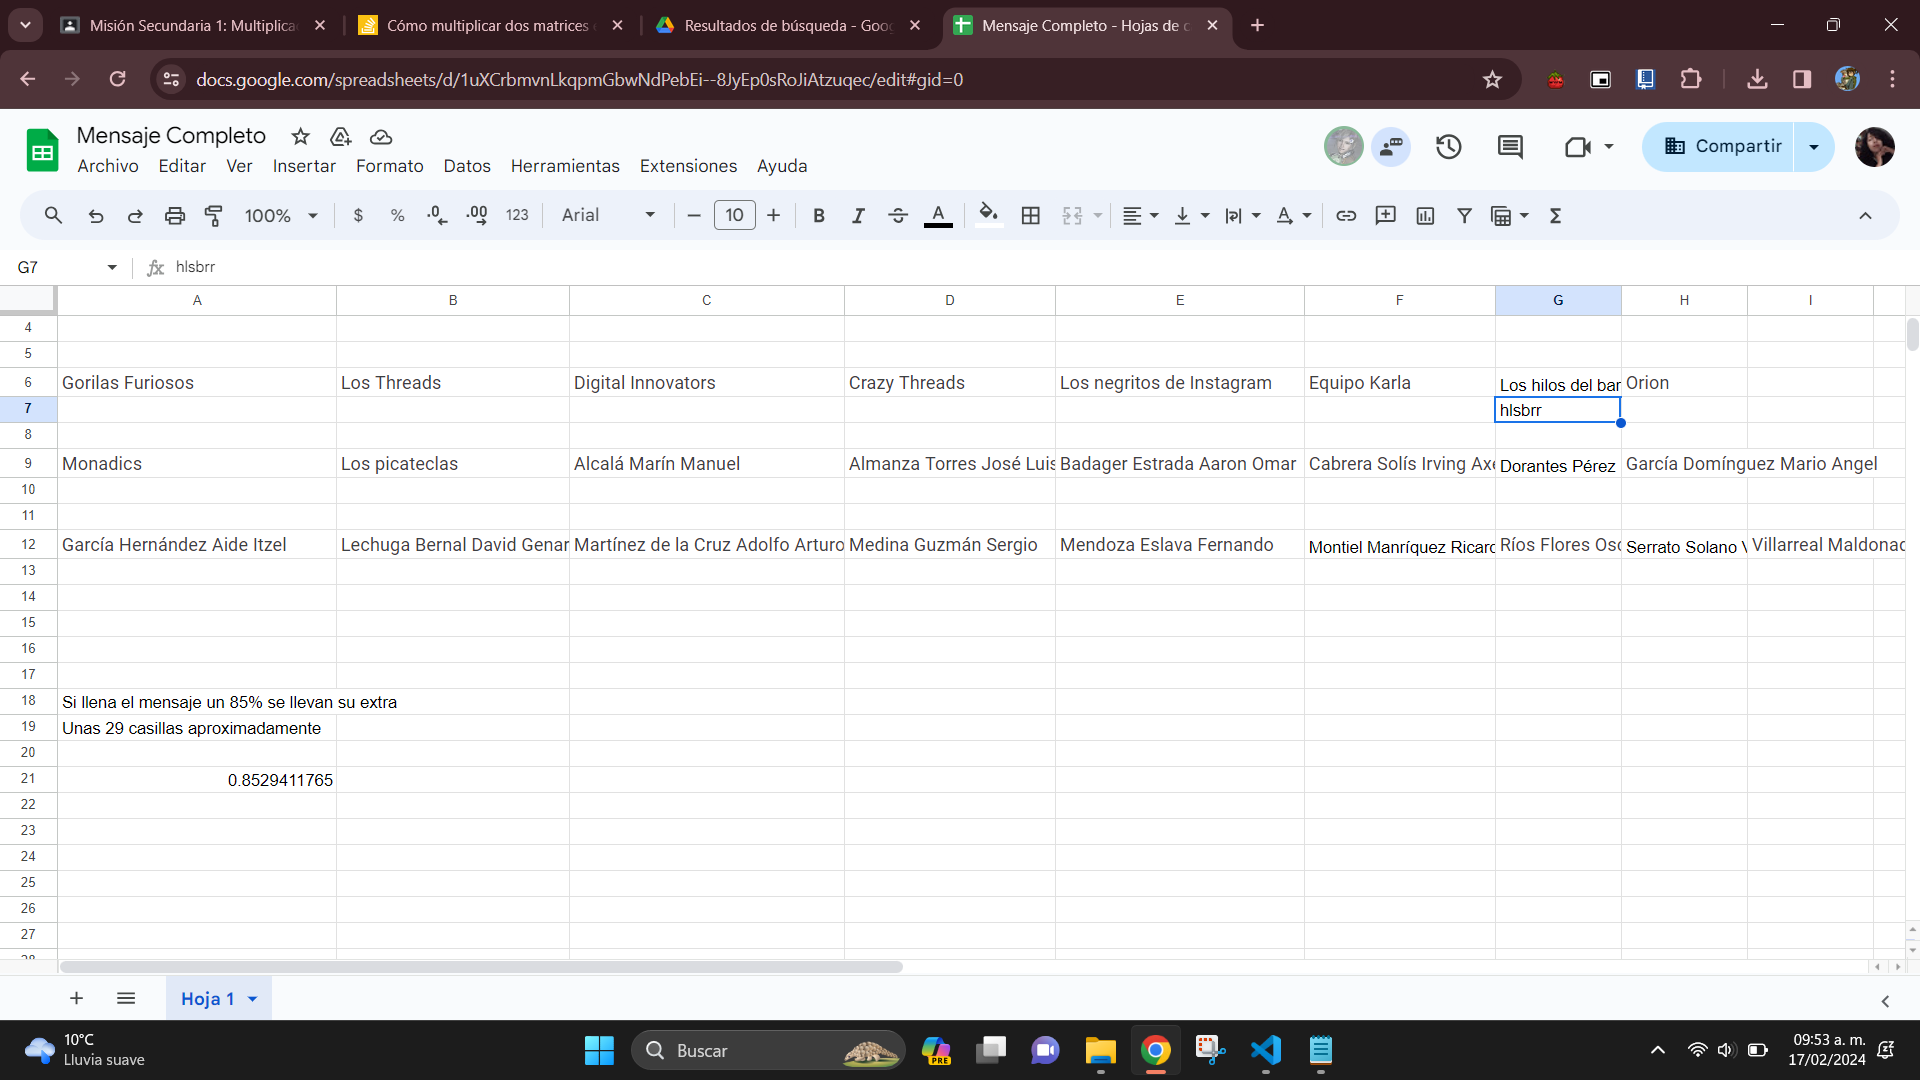 Misión Secundaria 1: Multiplica
Cómo multiplicar dos matrices
Resultados de búsqueda - Goo
Mensaje Completo - Hojas de c
docs.google.com/spreadsheets/d/1uXCrbmvnLkqpmGbwNdPebEi--8JyEp0sRoJiAtzuqec/edit#gid=0
Mensaje Completo
Archivo Editar Ver Insertar Formato Datos Herramientas Extensiones Ayuda
Compartir
100% $ % .0 .00 123 Arial 10 B I S A Σ
G7 fx hlsbrr
A B C D E F G H I
4
5
6 Gorilas Furiosos Los Threads Digital Innovators Crazy Threads Los negritos de Instagram Equipo Karla Los hilos del bar Orion
7 hlsbrr
8
9 Monadics Los picateclas Alcalá Marín Manuel Almanza Torres José Luis Badager Estrada Aaron Omar Cabrera Solís Irving Axe Dorantes Pérez García Domínguez Mario Angel
10
11
12 García Hernández Aide Itzel Lechuga Bernal David Genar Martínez de la Cruz Adolfo Arturo Medina Guzmán Sergio Mendoza Eslava Fernando Montiel Manríquez Ricard Ríos Flores Osc Serrato Solano V Villarreal Maldonad
13
14
15
16
17
18 Si llena el mensaje un 85% se llevan su extra
19 Unas 29 casillas aproximadamente
20
21 0.8529411765
22
23
24
25
26
27
28
Hoja 1
10°C
Lluvia suave
Buscar
PRE
09:53 a. m.
17/02/2024